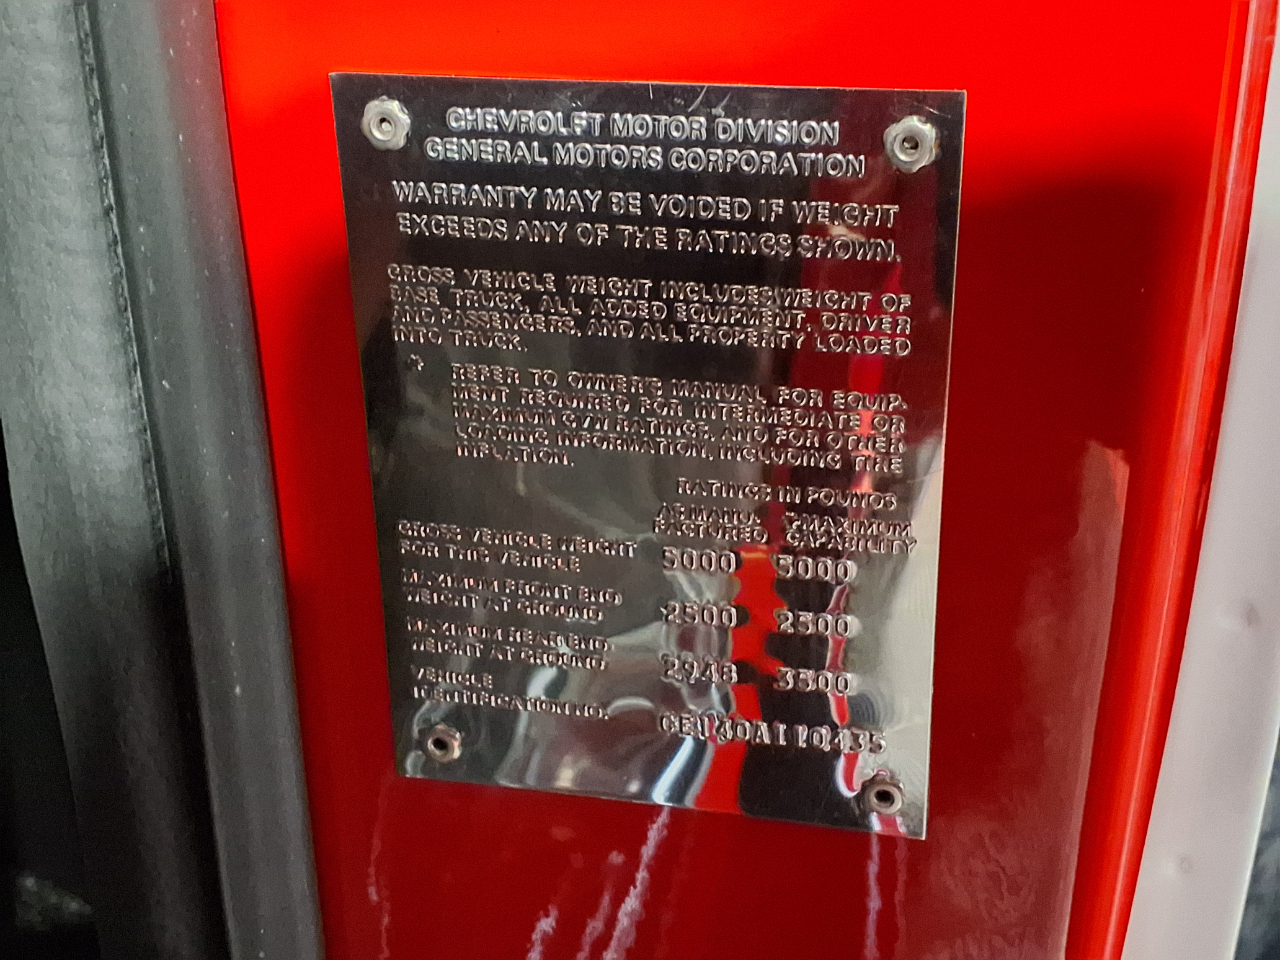 CHEVROLET MOTOR DIVISION
GENERAL MOTORS CORPORATION
WARRANTY MAY BE VOIDED IF WEIGHT
EXCEEDS ANY OF THE RATINGS SHOWN.
GROSS VEHICLE WEIGHT INCLUDES WEIGHT OF
BASE TRUCK, ALL ADDED EQUIPMENT, DRIVER
AND PASSENGERS, AND ALL PROPERTY LOADED
INTO TRUCK.
* REFER TO OWNER'S MANUAL FOR EQUIP-
MENT REQUIRED FOR INTERMEDIATE OR
MAXIMUM GVW RATINGS, AND FOR OTHER
LOADING INFORMATION, INCLUDING TIRE
INFLATION.
RATINGS IN POUNDS
AS MANU- *MAXIMUM
FACTURED CAPABILITY
GROSS VEHICLE WEIGHT
FOR THIS VEHICLE 5000 5000
MAXIMUM FRONT END
WEIGHT AT GROUND 2500 2500
MAXIMUM REAR END
WEIGHT AT GROUND 2948 3500
VEHICLE
IDENTIFICATION NO.